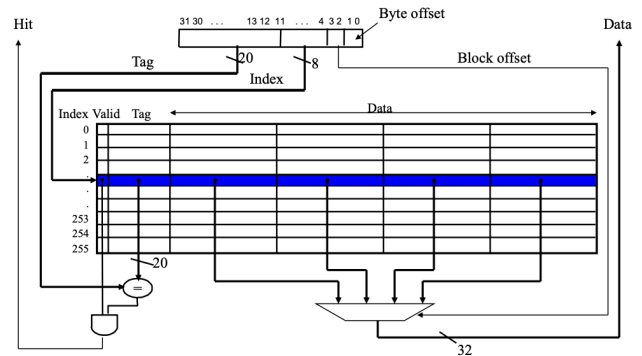 Hit
31 30 ... 13 12 11 ... 4 3 2 1 0
Byte offset
Data
20
8
Tag
Block offset
Index
Index Valid Tag
Data
0
1
2
.
.
.
253
254
255
20
=
32